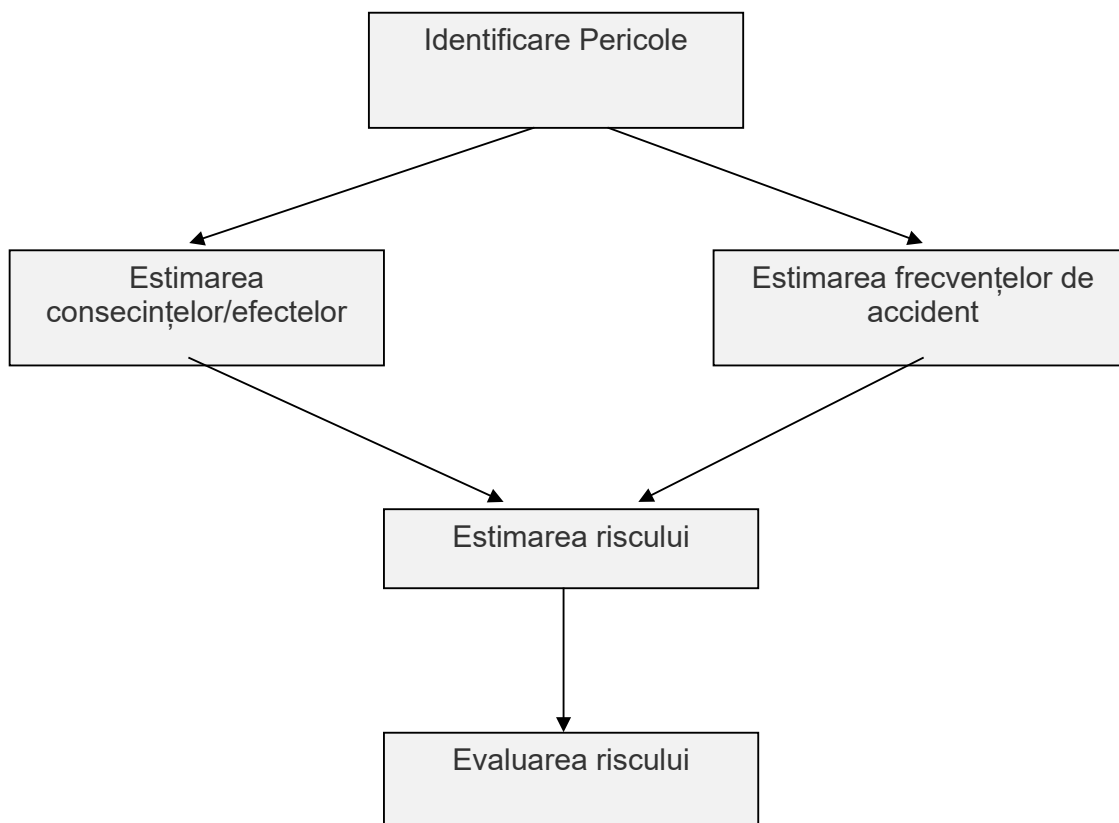 Identificare Pericole
Estimarea
consecințelor/efectelor
Estimarea frecvențelor de
accident
Estimarea riscului
Evaluarea riscului